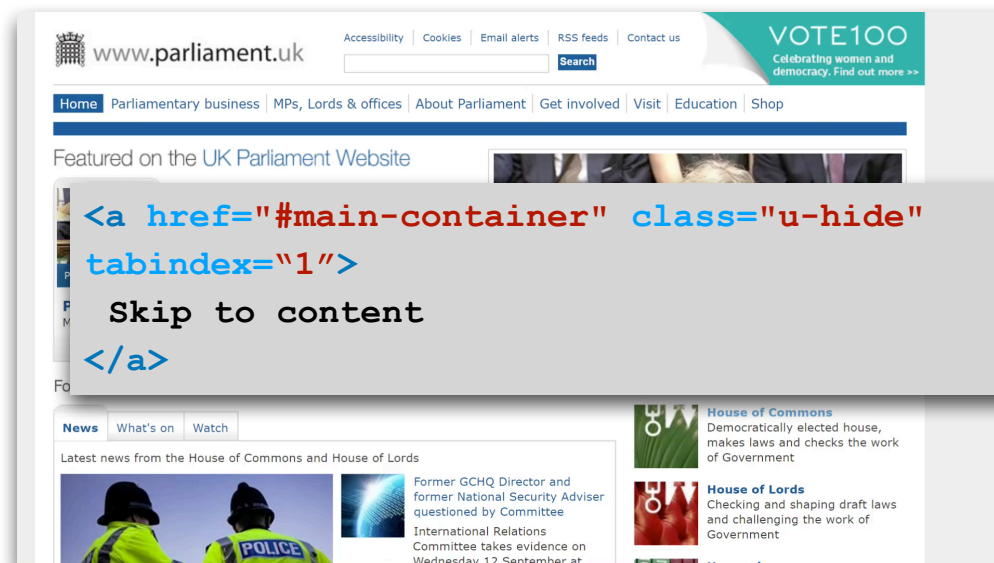 www.parliament.uk
Accessibility Cookies Email alerts RSS feeds Contact us
Search
VOTE100
Celebrating women and
democracy. Find out more >>
Home Parliamentary business MPs, Lords & offices About Parliament Get involved Visit Education Shop
Featured on the UK Parliament Website
<a href="#main-container" class="u-hide"
tabindex=“1”>
Skip to content
</a>
News What's on Watch
Latest news from the House of Commons and House of Lords
Former GCHQ Director and
former National Security Adviser
questioned by Committee
International Relations
Committee takes evidence on
Wednesday 12 September at
POLICE
House of Commons
Democratically elected house,
makes laws and checks the work
of Government
House of Lords
Checking and shaping draft laws
and challenging the work of
Government